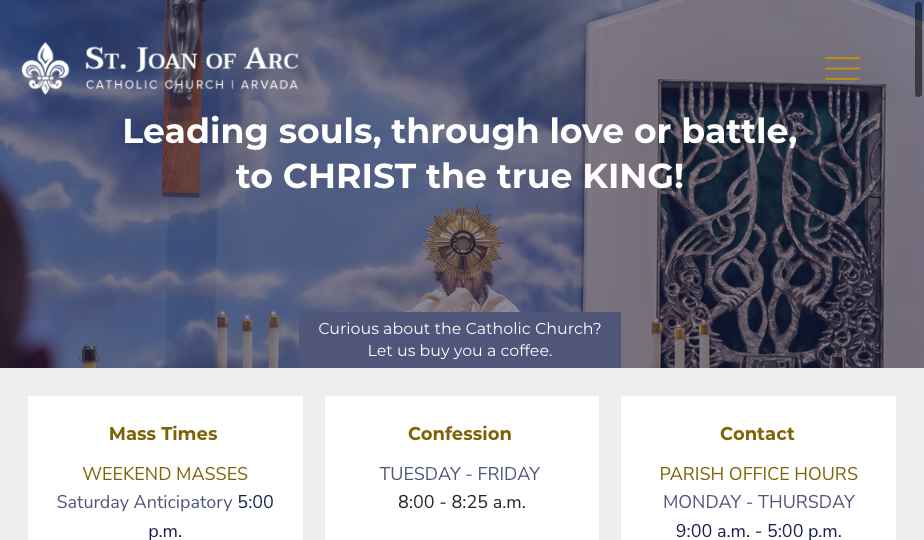 St. Joan of Arc
CATHOLIC CHURCH | ARVADA
Leading souls, through love or battle,
to CHRIST the true KING!
Curious about the Catholic Church?
Let us buy you a coffee.
Mass Times
WEEKEND MASSES
Saturday Anticipatory 5:00
p.m.
Confession
TUESDAY - FRIDAY
8:00 - 8:25 a.m.
Contact
PARISH OFFICE HOURS
MONDAY - THURSDAY
9:00 a.m. - 5:00 p.m.